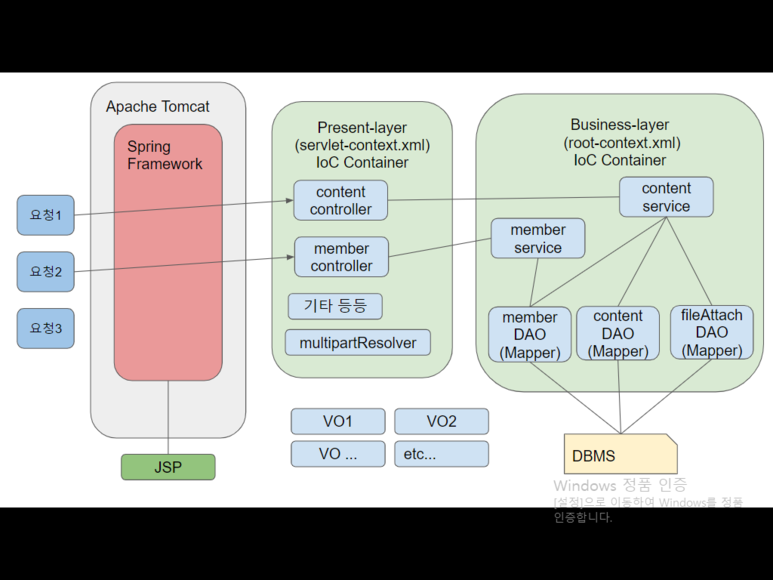 Apache Tomcat
Spring
Framework
요청1
요청2
요청3
JSP
Present-layer
(servlet-context.xml)
IoC Container
content
controller
member
controller
기타 등등
multipartResolver
Business-layer
(root-context.xml)
IoC Container
content
service
member
service
member
DAO
(Mapper)
content
DAO
(Mapper)
fileAttach
DAO
(Mapper)
VO1
VO2
VO ...
etc...
DBMS
Windows 정품 인증
[설정]으로 이동하여 Windows를 정품
인증합니다.